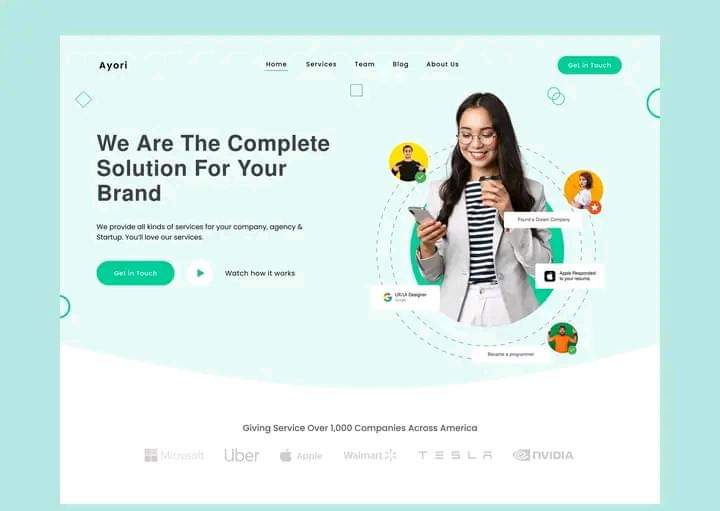 Ayori
Home Services Team Blog About Us
Get in Touch
We Are The Complete
Solution For Your
Brand
We provide all kinds of services for your company, agency &
Startup. You'll love our services.
Get in Touch
Watch how it works
Found a Dream Company
Apple Responded
to your resume.
UX/UI Designer
Google
Became a programmer
Giving Service Over 1,000 Companies Across America
Microsoft Uber Apple Walmart TESLA NVIDIA